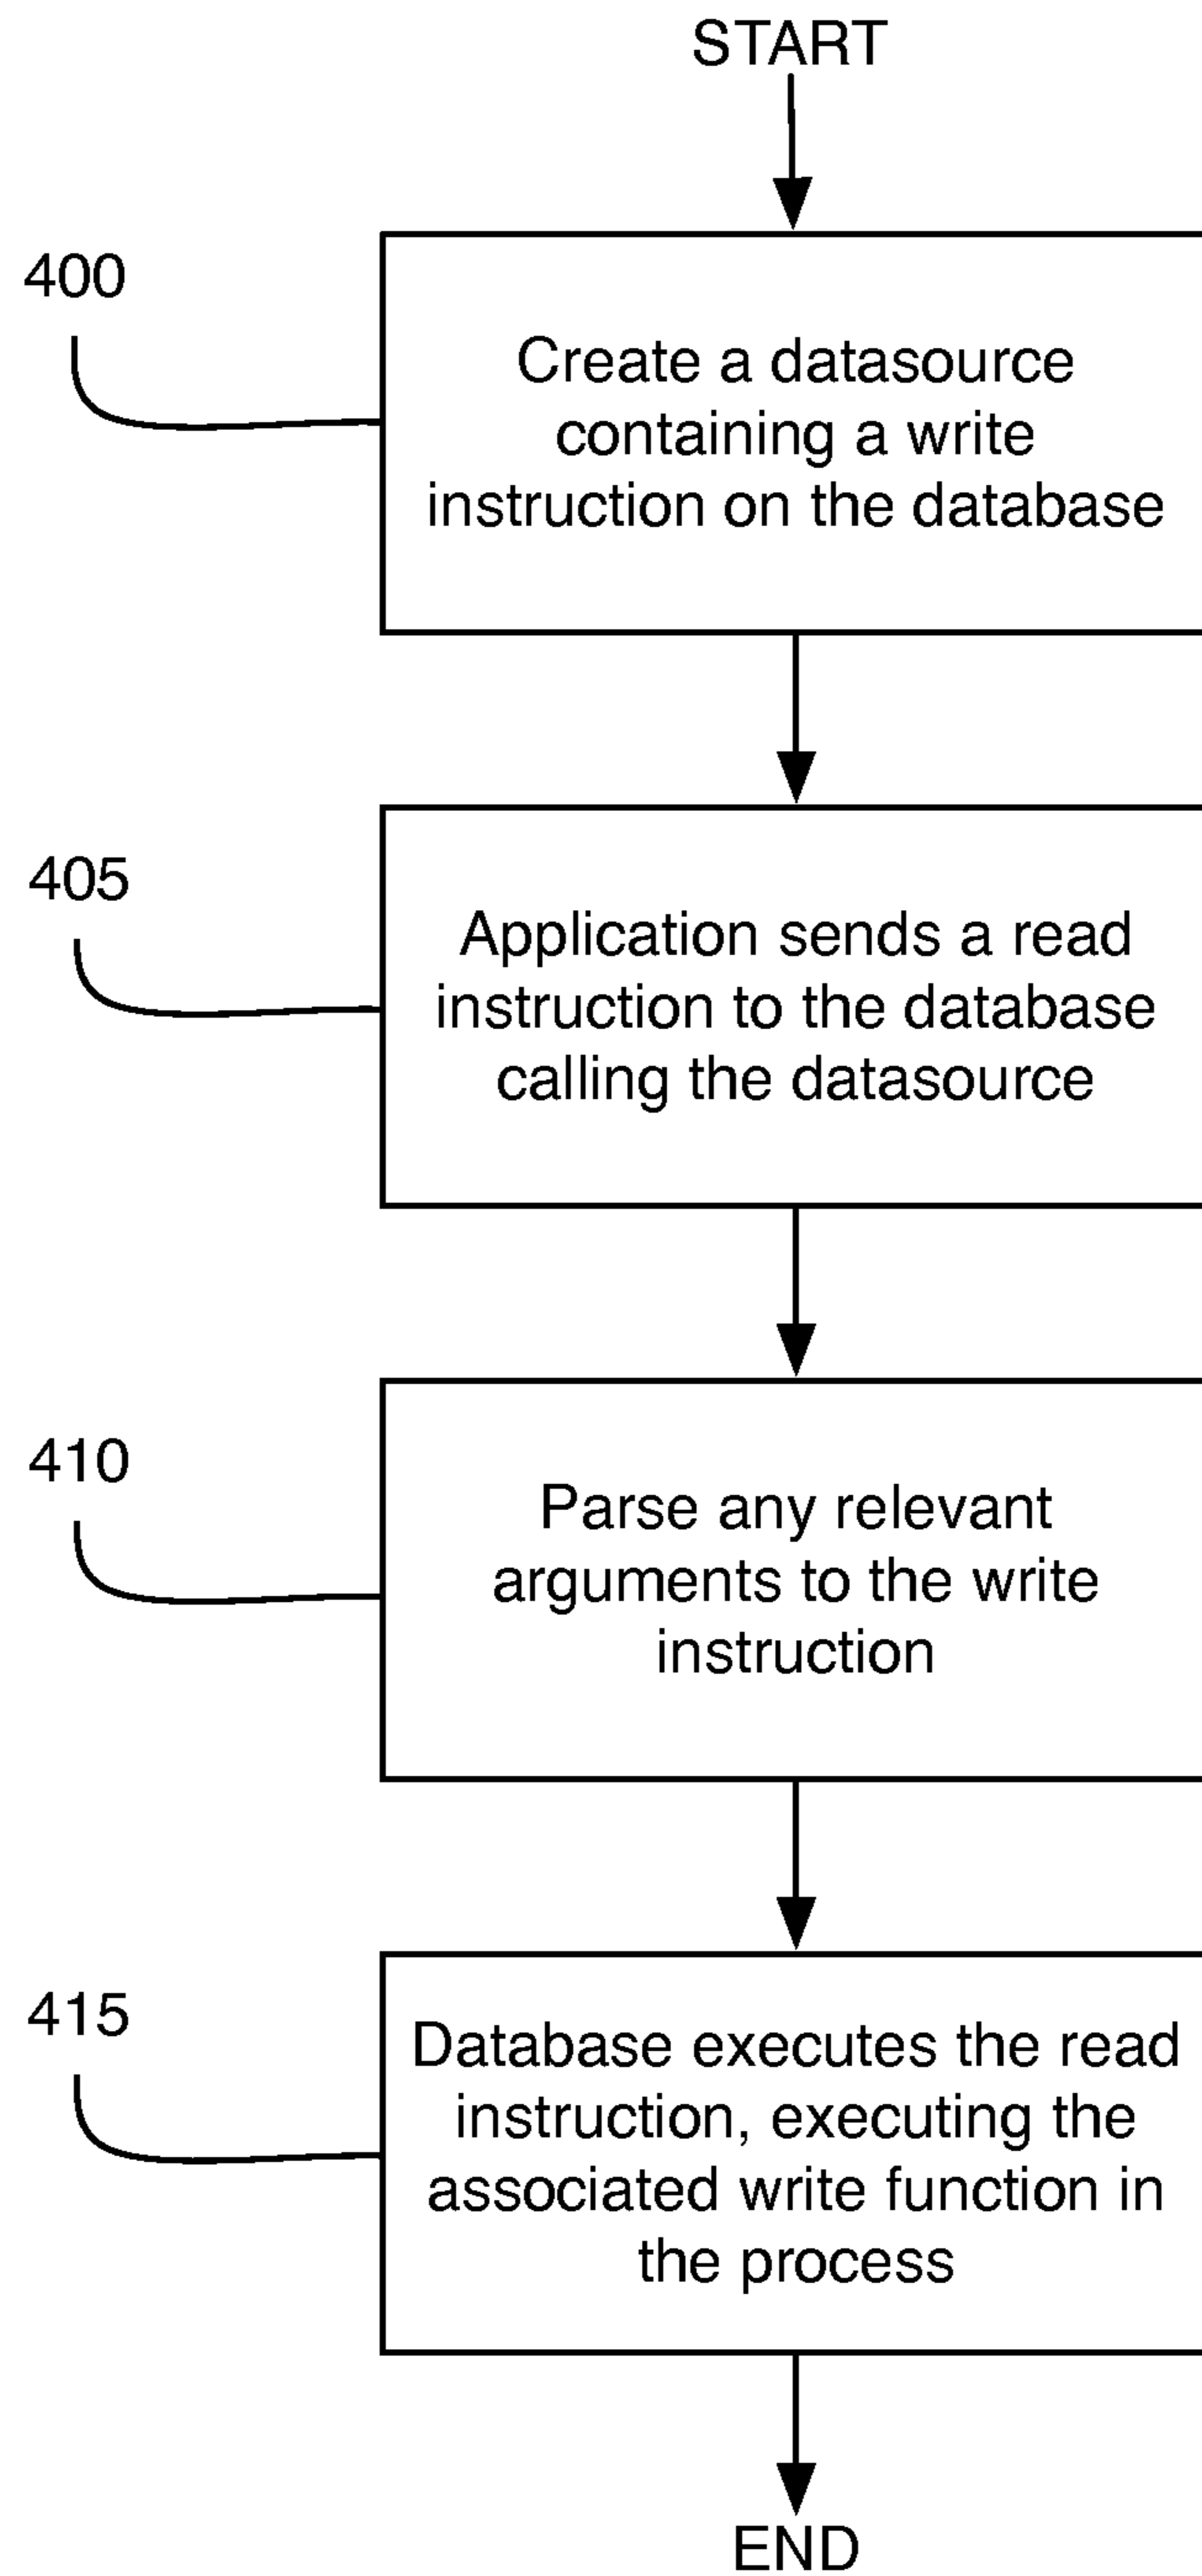 START
400
Create a datasource
containing a write
instruction on the database
405
Application sends a read
instruction to the database
calling the datasource
410
Parse any relevant
arguments to the write
instruction
415
Database executes the read
instruction, executing the
associated write function in
the process
END